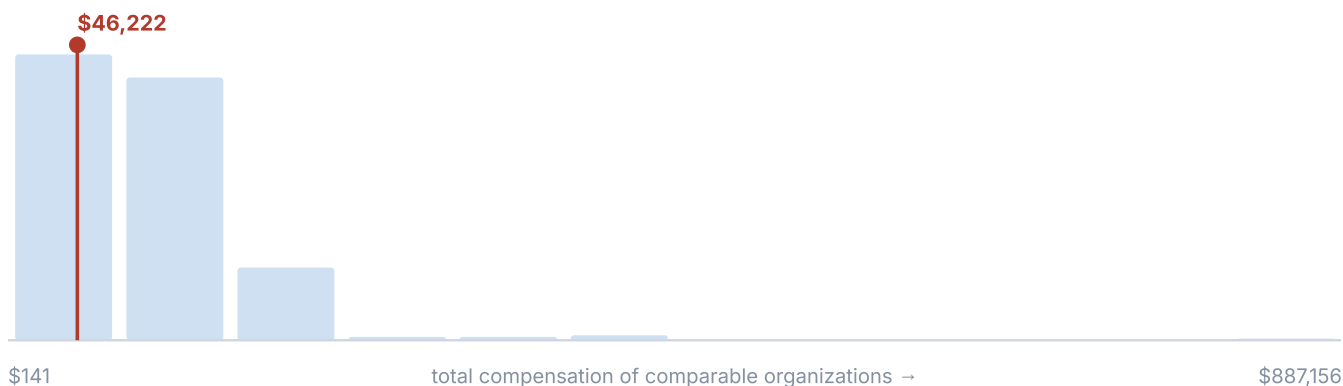 $46,222
$141 total compensation of comparable organizations → $887,156